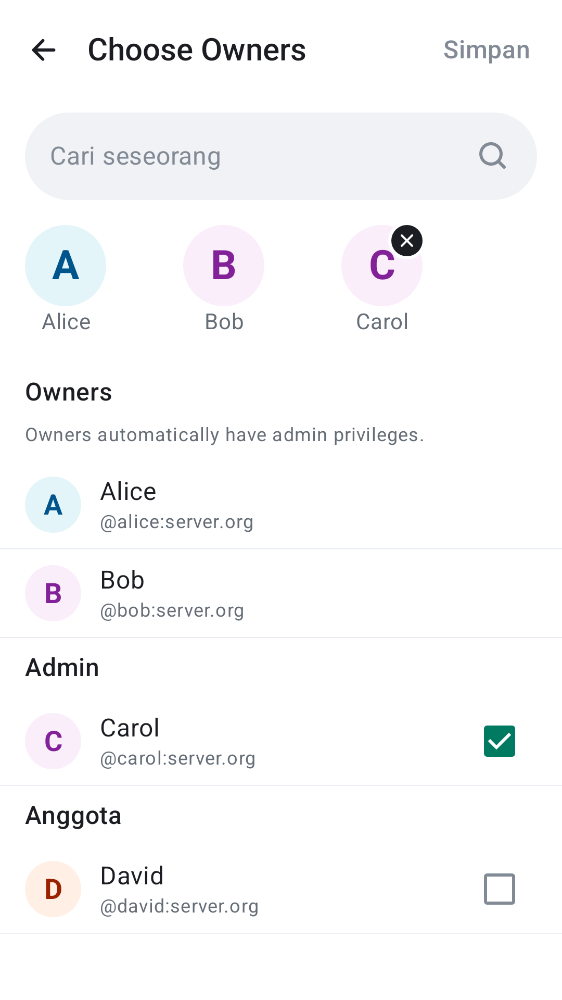 Choose Owners
Simpan
Cari seseorang
A
B
C
Alice
Bob
Carol
Owners
Owners automatically have admin privileges.
A
Alice
@alice:server.org
B
Bob
@bob:server.org
Admin
C
Carol
@carol:server.org
Anggota
D
David
@david:server.org